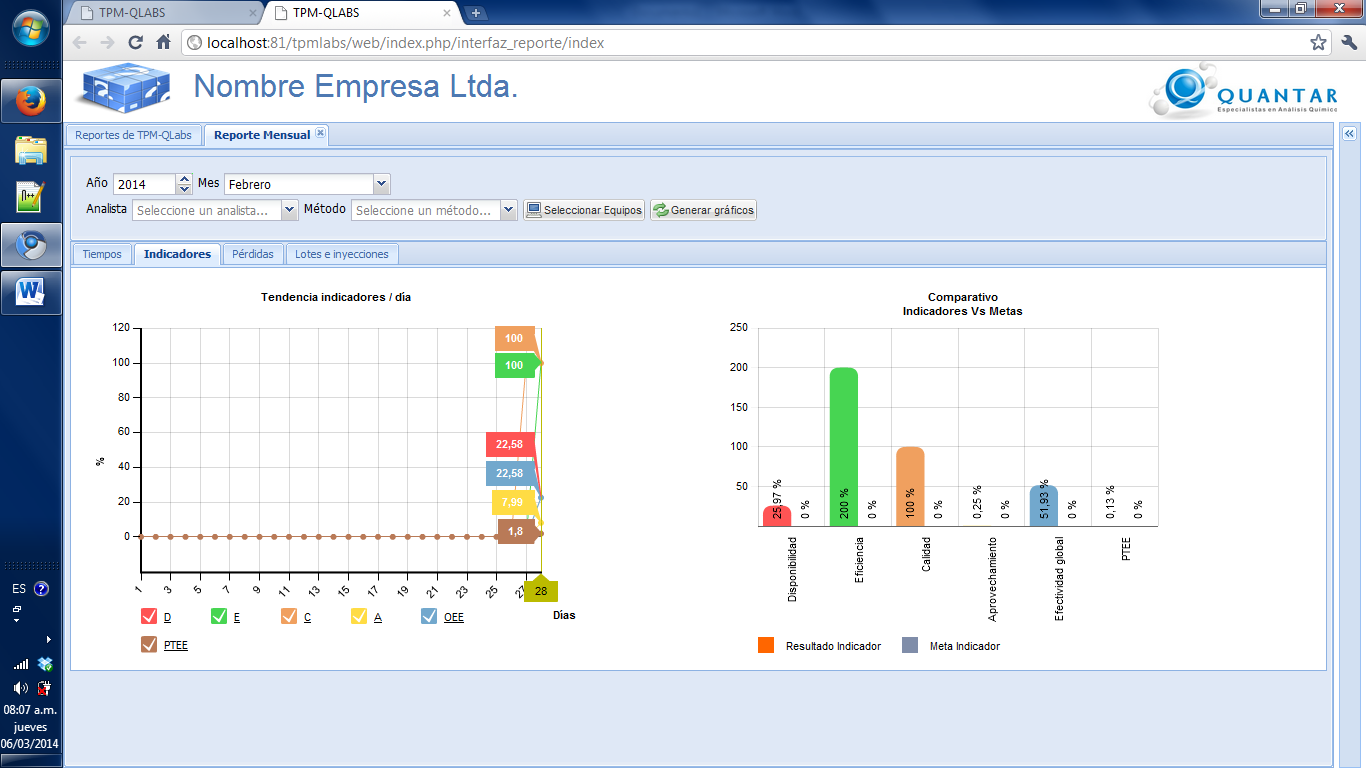 TPM-QLABS
TPM-QLABS
localhost:81/tpmlabs/web/index.php/interfaz_reporte/index
Nombre Empresa Ltda.
QUANTAR
Especialistas en Análisis Químico
Reportes de TPM-QLabs
Reporte Mensual
Año 2014 Mes Febrero
Analista Seleccione un analista... Método Seleccione un método... Seleccionar Equipos Generar gráficos
Tiempos Indicadores Pérdidas Lotes e inyecciones
Tendencia indicadores / día
120
100
80
60
40
20
0
%
100
100
22,58
22,58
7,99
1,8
1 3 5 7 9 11 13 15 17 19 21 23 25 27 28
Días
D E C A OEE
PTEE
Comparativo
Indicadores Vs Metas
250
200
150
100
50
25,97 % 0 % 200 % 0 % 100 % 0 % 0,25 % 0 % 51,93 % 0 % 0,13 % 0 %
Disponibilidad
Eficiencia
Calidad
Aprovechamiento
Efectividad global
PTEE
Resultado Indicador Meta Indicador
ES
08:07 a.m.
jueves
06/03/2014